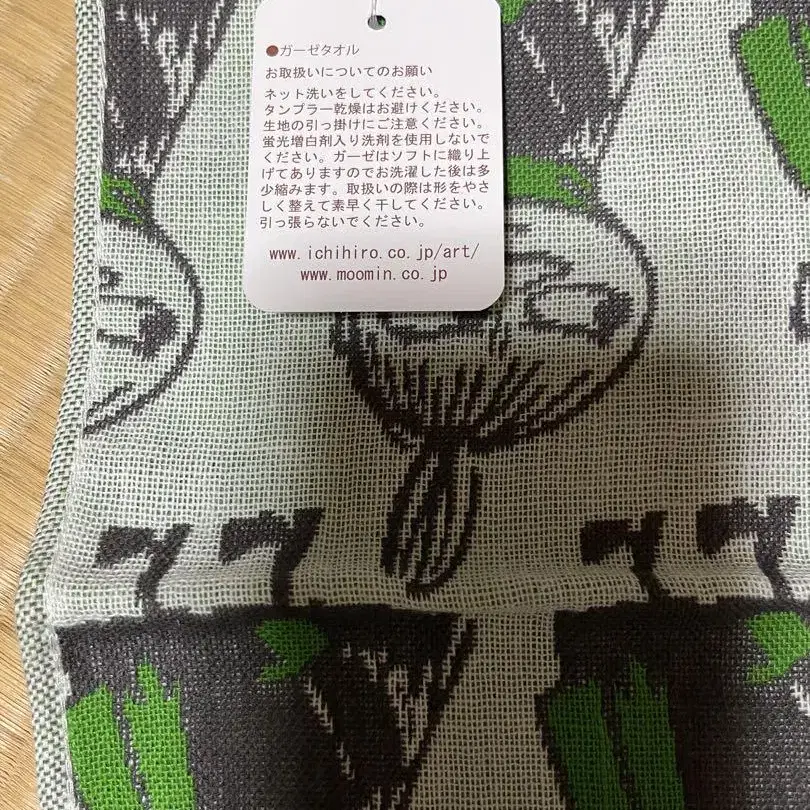 ●ガーゼタオル
お取扱いについてのお願い
ネット洗いをしてください。
タンブラー乾燥はお避けください。
生地の引っ掛けにご注意ください。
蛍光増白剤入り洗剤を使用しないで
ください。ガーゼはソフトに織り上
げてありますのでお洗濯した後は多
少縮みます。取扱いの際は形をやさ
しく整えて素早く干してください。
引っ張らないでください。
www.ichihiro.co.jp/art/
www.moomin.co.jp